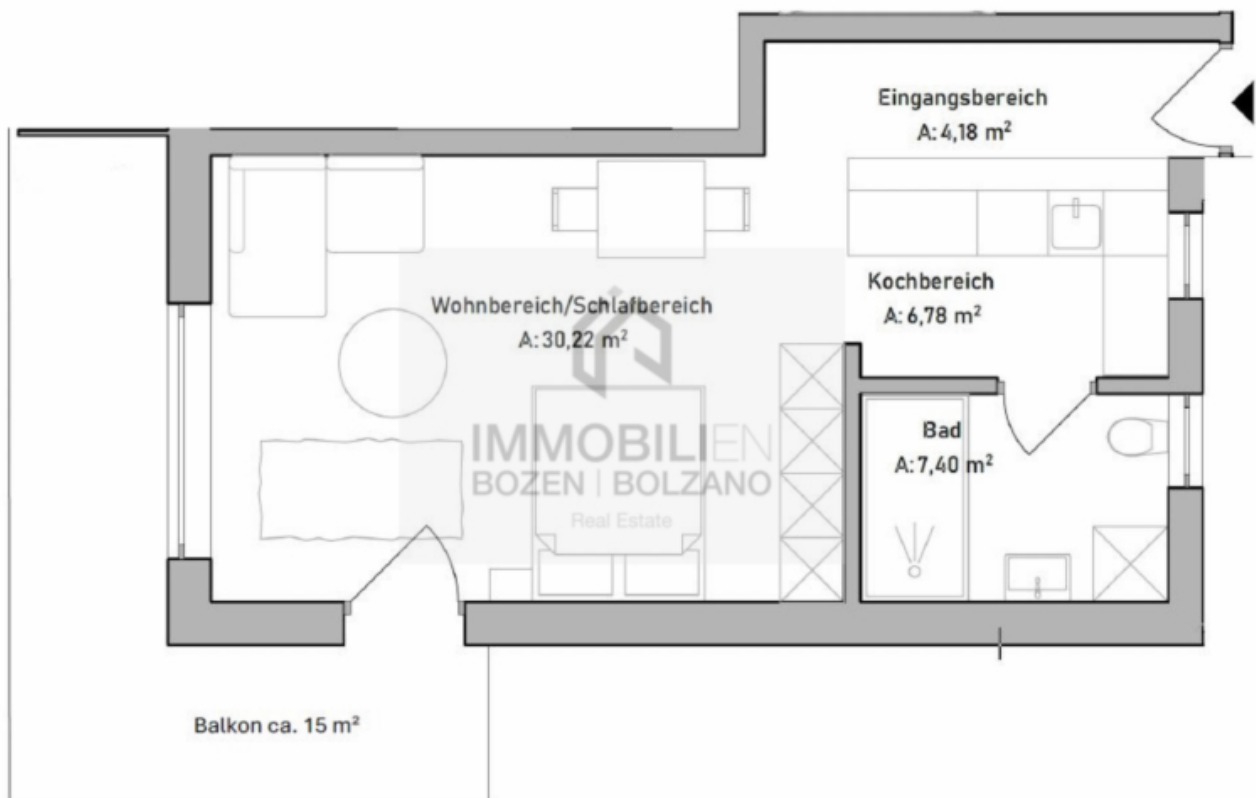 Eingangsbereich
A: 4,18 m²
Kochbereich
A: 6,78 m²
Wohnbereich/Schlafbereich
A: 30,22 m²
Bad
A: 7,40 m²
IMMOBILIEN
BOZEN | BOLZANO
Real Estate
Balkon ca. 15 m²